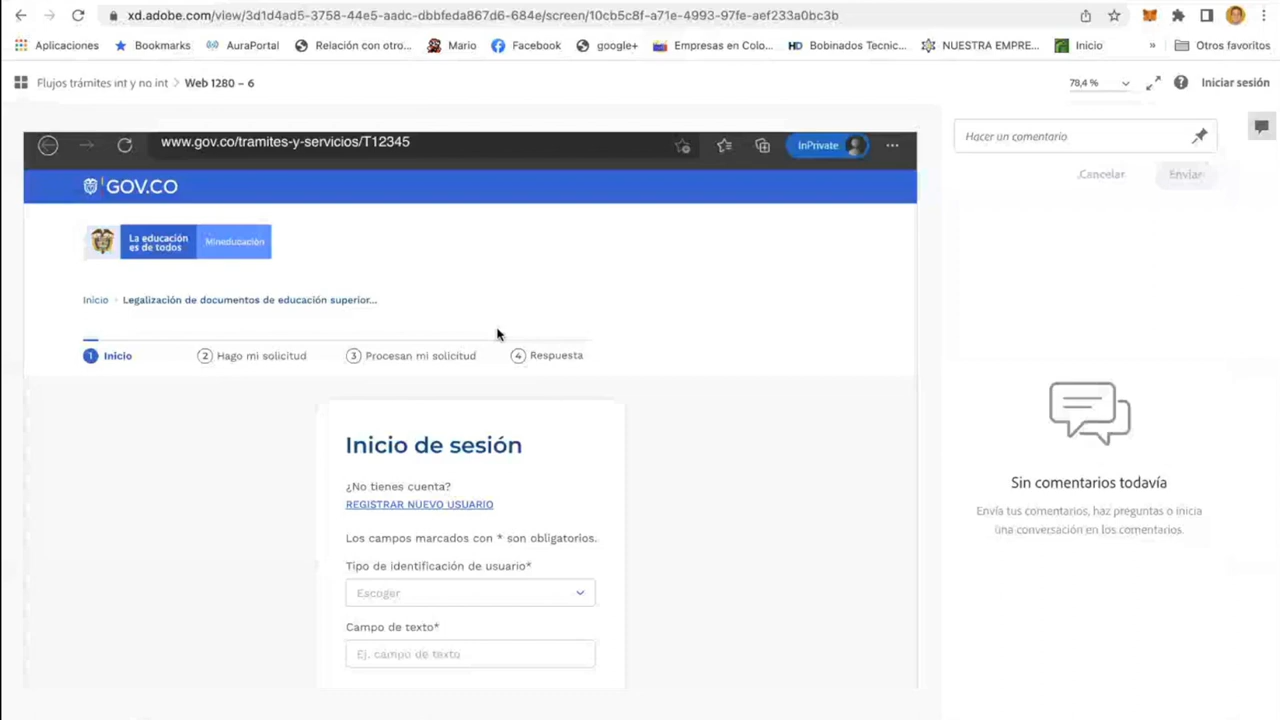 xd.adobe.com/view/3d1d4ad5-3758-44e5-aadc-dbbfeda867d6-684e/screen/10cb5c8f-a71e-4993-97fe-aef233a0bc3b
Aplicaciones Bookmarks AuraPortal Relación con otro... Mario Facebook google+ Empresas en Colo... HD Bobinados Tecnic... NUESTRA EMPRE... Inicio » Otros favoritos
Flujos trámites int y no int > Web 1280 – 6 78,4 % Iniciar sesión
www.gov.co/tramites-y-servicios/T12345
InPrivate
GOV.CO
La educación
es de todos
Mineducación
Inicio Legalización de documentos de educación superior...
1 Inicio 2 Hago mi solicitud 3 Procesan mi solicitud 4 Respuesta
Inicio de sesión
¿No tienes cuenta?
REGISTRAR NUEVO USUARIO
Los campos marcados con * son obligatorios.
Tipo de identificación de usuario*
Escoger
Campo de texto*
Ej. campo de texto
Hacer un comentario
Cancelar Enviar
Sin comentarios todavía
Envía tus comentarios, haz preguntas o inicia
una conversación en los comentarios.